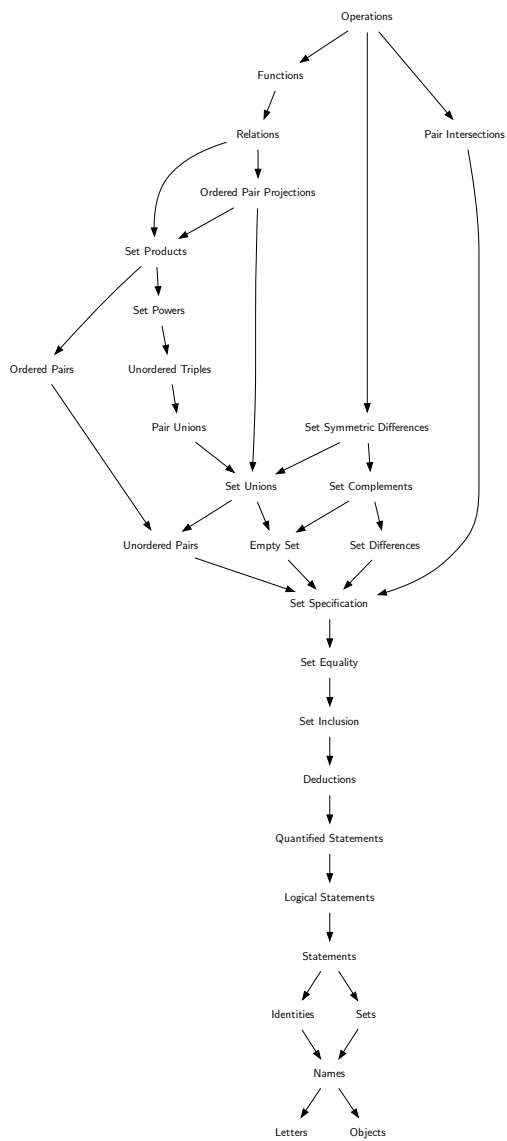 Operations
Functions
Relations
Pair Intersections
Ordered Pair Projections
Set Products
Set Powers
Ordered Pairs
Unordered Triples
Pair Unions
Set Symmetric Differences
Set Unions
Set Complements
Unordered Pairs
Empty Set
Set Differences
Set Specification
Set Equality
Set Inclusion
Deductions
Quantified Statements
Logical Statements
Statements
Identities
Sets
Names
Letters
Objects